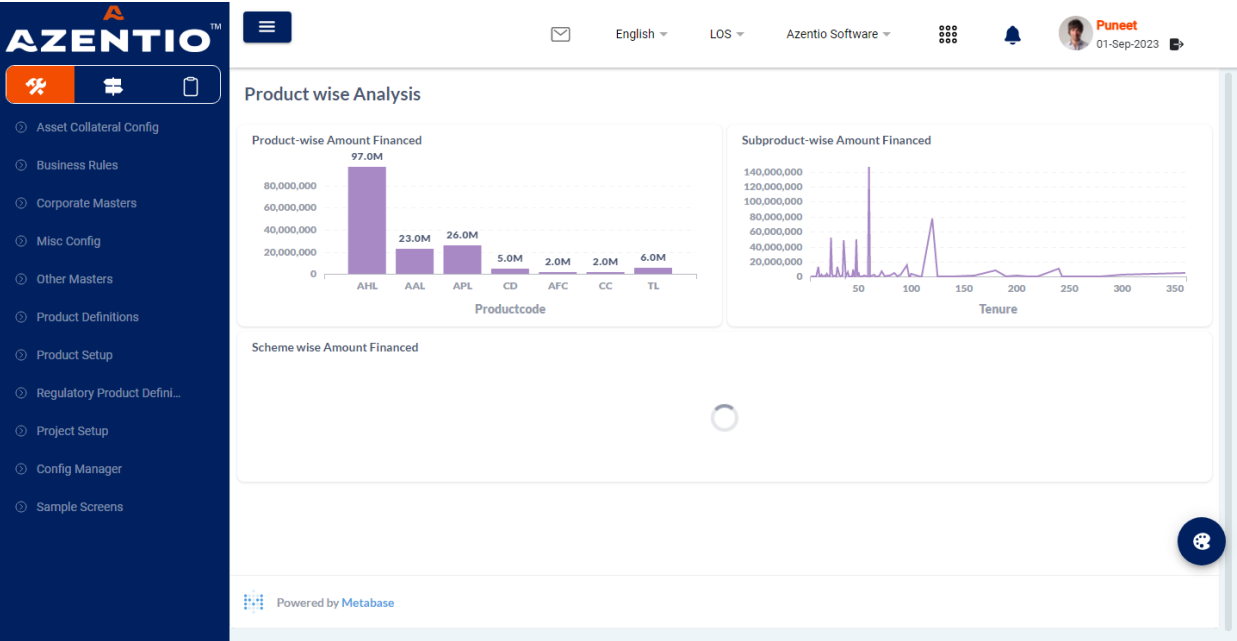 AZENTIO™
English
LOS
Azentio Software
Puneet
01-Sep-2023
Asset Collateral Config
Business Rules
Corporate Masters
Misc Config
Other Masters
Product Definitions
Product Setup
Regulatory Product Defini...
Project Setup
Config Manager
Sample Screens
Product wise Analysis
Product-wise Amount Financed
97.0M
80,000,000
60,000,000
40,000,000
20,000,000
0
23.0M
26.0M
5.0M
2.0M
2.0M
6.0M
AHL AAL APL CD AFC CC TL
Productcode
Subproduct-wise Amount Financed
140,000,000
120,000,000
100,000,000
80,000,000
60,000,000
40,000,000
20,000,000
0
50 100 150 200 250 300 350
Tenure
Scheme wise Amount Financed
Powered by Metabase